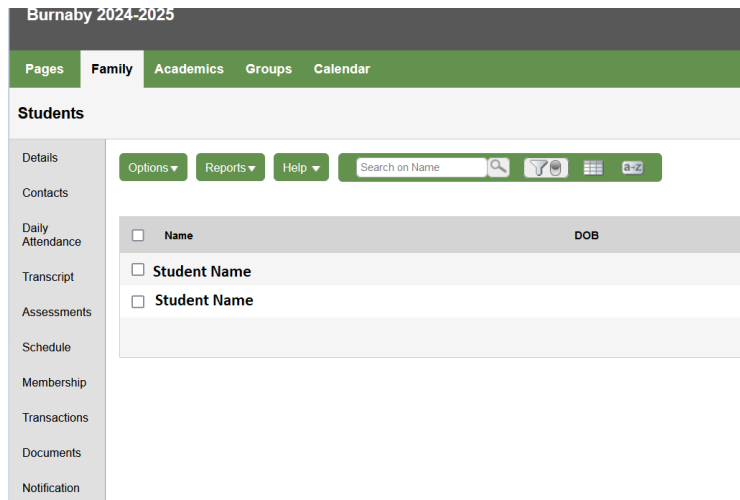 Burnaby 2024-2025
Pages Family Academics Groups Calendar
Students
Details
Contacts
Daily
Attendance
Transcript
Assessments
Schedule
Membership
Transactions
Documents
Notification
Options Reports Help Search on Name a-z
Name DOB
Student Name
Student Name